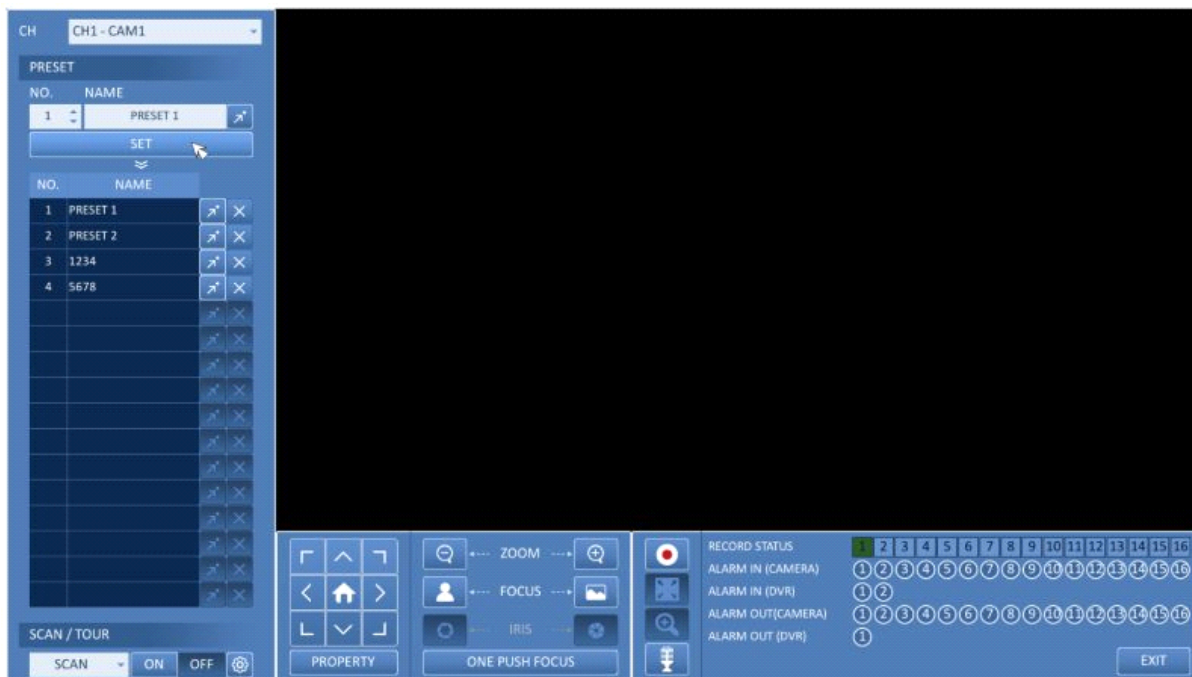 CH CH1 - CAM1
PRESET
NO. NAME
1 PRESET 1
SET
NO. NAME
1 PRESET 1
2 PRESET 2
3 1234
4 5678
SCAN / TOUR
SCAN ON OFF
ZOOM
FOCUS
IRIS
PROPERTY ONE PUSH FOCUS
RECORD STATUS 1 2 3 4 5 6 7 8 9 10 11 12 13 14 15 16
ALARM IN (CAMERA) 1 2 3 4 5 6 7 8 9 10 11 12 13 14 15 16
ALARM IN (DVR) 1 2
ALARM OUT(CAMERA) 1 2 3 4 5 6 7 8 9 10 11 12 13 14 15 16
ALARM OUT (DVR) 1
EXIT